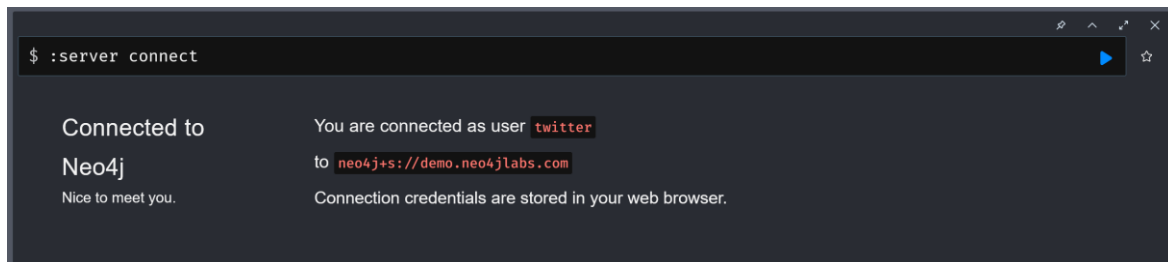 $ :server connect
Connected to
Neo4j
Nice to meet you.
You are connected as user twitter
to neo4j+s://demo.neo4jlabs.com
Connection credentials are stored in your web browser.